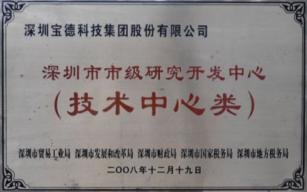 深圳宝德科技集团股份有限公司
深圳市市级研究开发中心
(技术中心类)
深圳市贸易工业局 深圳市发展和改革局 深圳市财政局 深圳市国家税务局 深圳市地方税务局
二〇〇八年十二月十九日